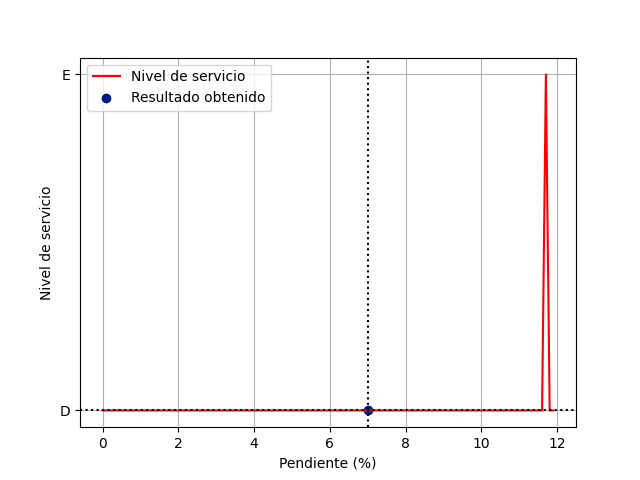 Nivel de servicio
Resultado obtenido
E
D
Nivel de servicio
0 2 4 6 8 10 12
Pendiente (%)